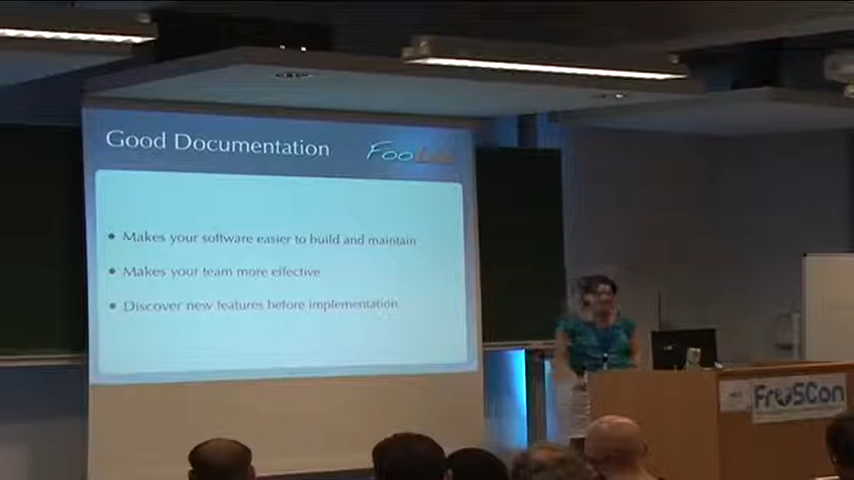 Good Documentation
Foo
Makes your software easier to build and maintain
Makes your team more effective
Discover new features before implementation
FrOSCon